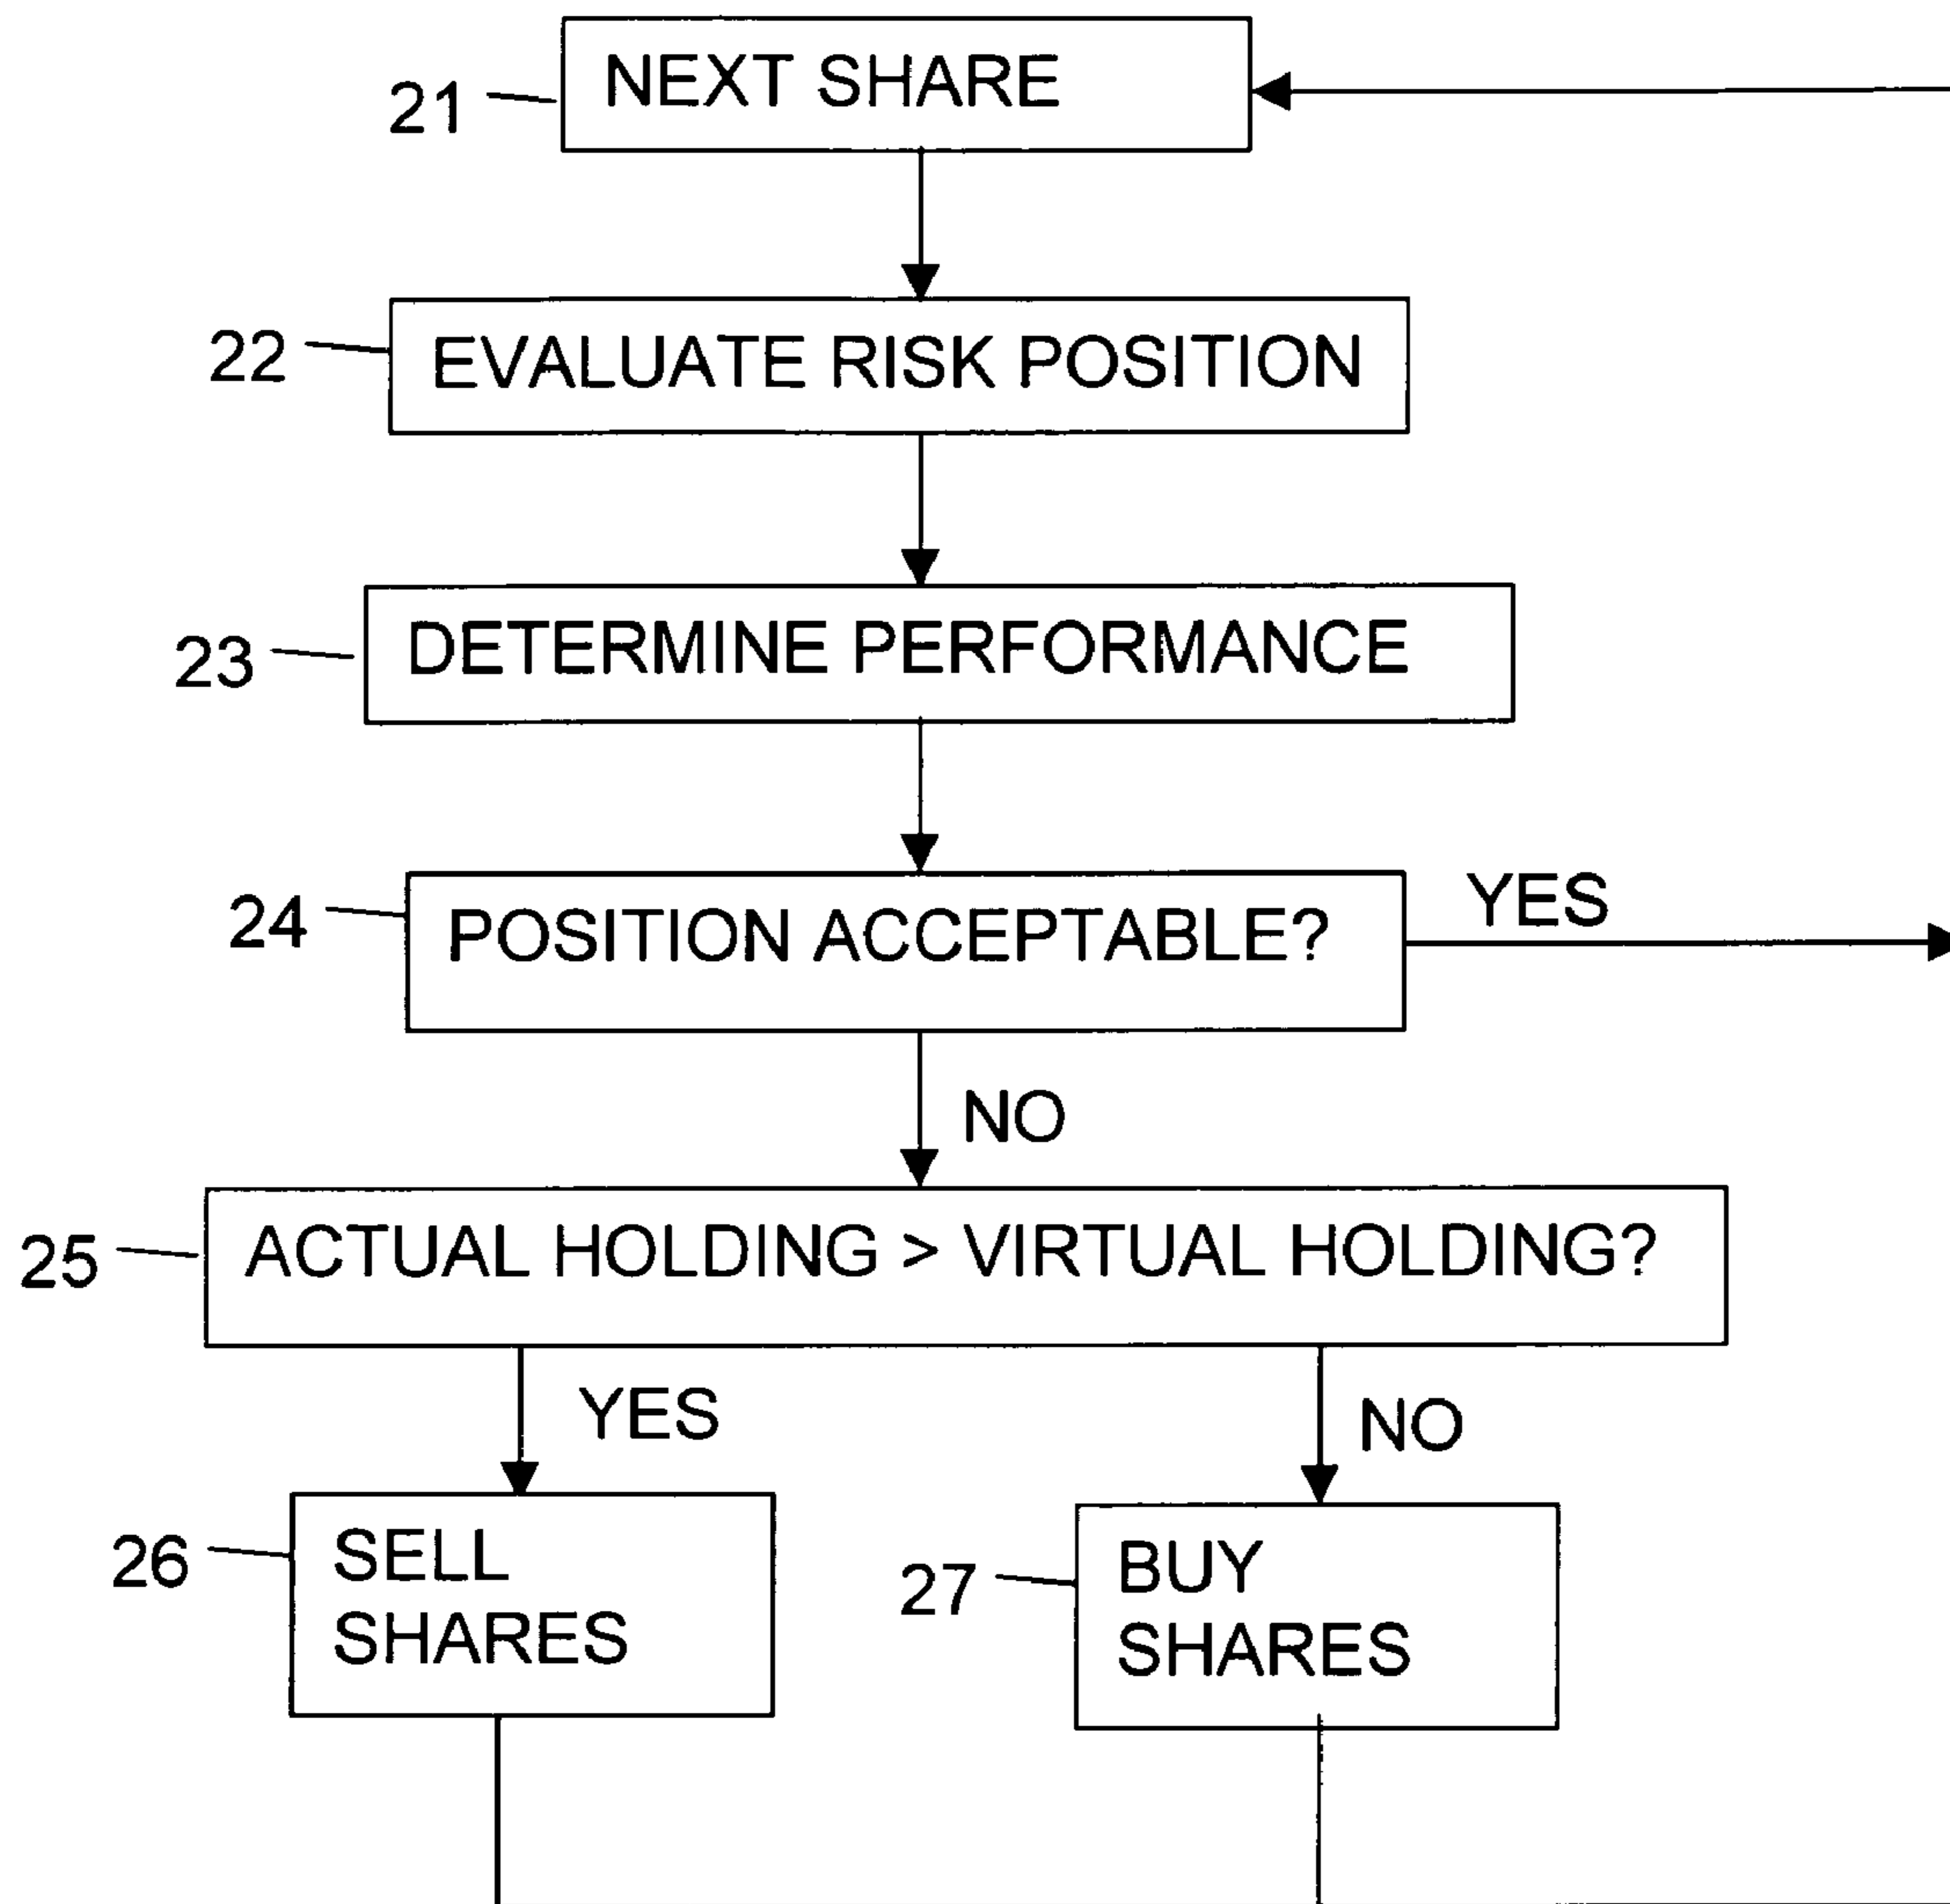 21
NEXT SHARE
22
EVALUATE RISK POSITION
23
DETERMINE PERFORMANCE
24
POSITION ACCEPTABLE?
YES
NO
25
ACTUAL HOLDING > VIRTUAL HOLDING?
YES
NO
26
SELL
SHARES
27
BUY
SHARES